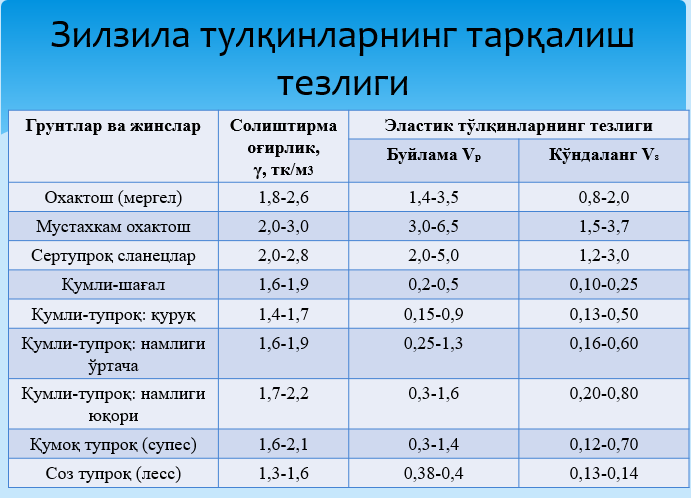 Зилзила тулқинларнинг тарқалиш
тезлиги
Грунтлар ва жинслар Солиштирма оғирлик, γ, тк/м3 Эластик тўлқинларнинг тезлиги
Буйлама Vp Кўндаланг Vs
Охактош (мергел) 1,8-2,6 1,4-3,5 0,8-2,0
Мустахкам охактош 2,0-3,0 3,0-6,5 1,5-3,7
Сертупроқ сланецлар 2,0-2,8 2,0-5,0 1,2-3,0
Қумли-шағал 1,6-1,9 0,2-0,5 0,10-0,25
Қумли-тупроқ: қуруқ 1,4-1,7 0,15-0,9 0,13-0,50
Қумли-тупроқ: намлиги ўртача 1,6-1,9 0,25-1,3 0,16-0,60
Қумли-тупроқ: намлиги юқори 1,7-2,2 0,3-1,6 0,20-0,80
Қумоқ тупроқ (супес) 1,6-2,1 0,3-1,4 0,12-0,70
Соз тупроқ (лесс) 1,3-1,6 0,38-0,4 0,13-0,14